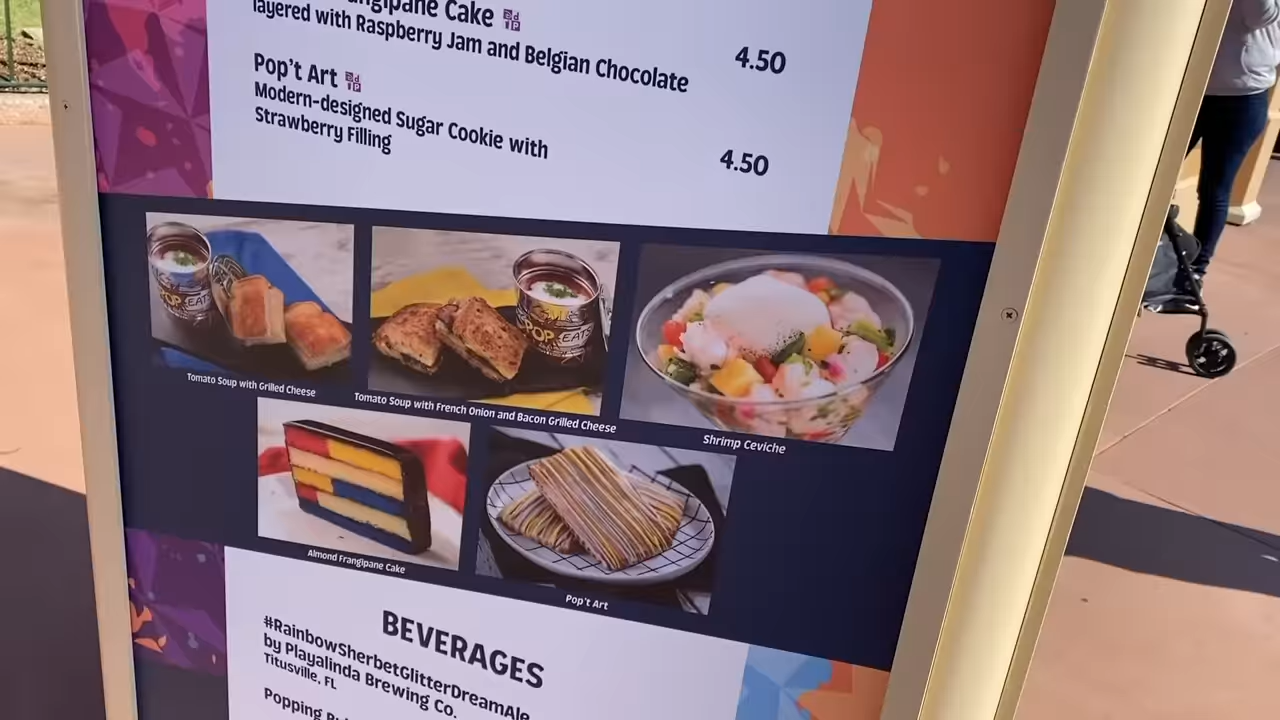 Cake
layered with Raspberry Jam and Belgian Chocolate
4.50
Pop't Art
Modern-designed Sugar Cookie with
Strawberry Filling
4.50
POP EATS
POP EATS
Tomato Soup with Grilled Cheese
Tomato Soup with French Onion and Bacon Grilled Cheese
Shrimp Ceviche
Almond Frangipane Cake
Pop't Art
BEVERAGES
#RainbowSherbetGlitterDreamAle
by Playalinda Brewing Co.
Titusville, FL
Popping